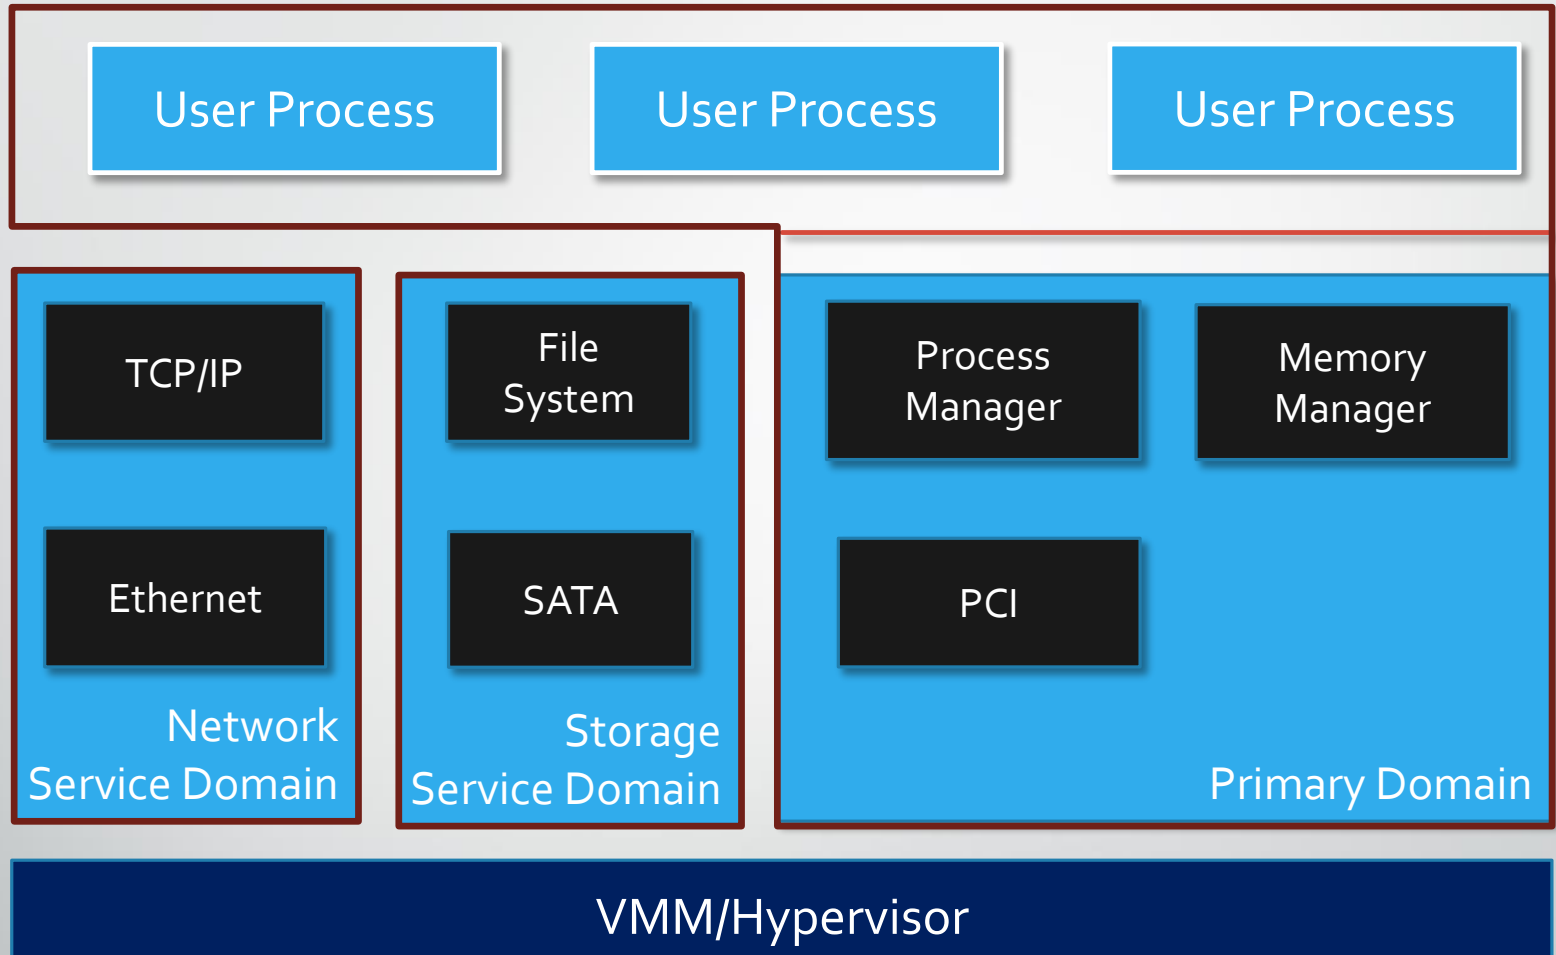 User Process
User Process
User Process
TCP/IP
Ethernet
Network
Service Domain
File
System
SATA
Storage
Service Domain
Process
Manager
Memory
Manager
PCI
Primary Domain
VMM/Hypervisor